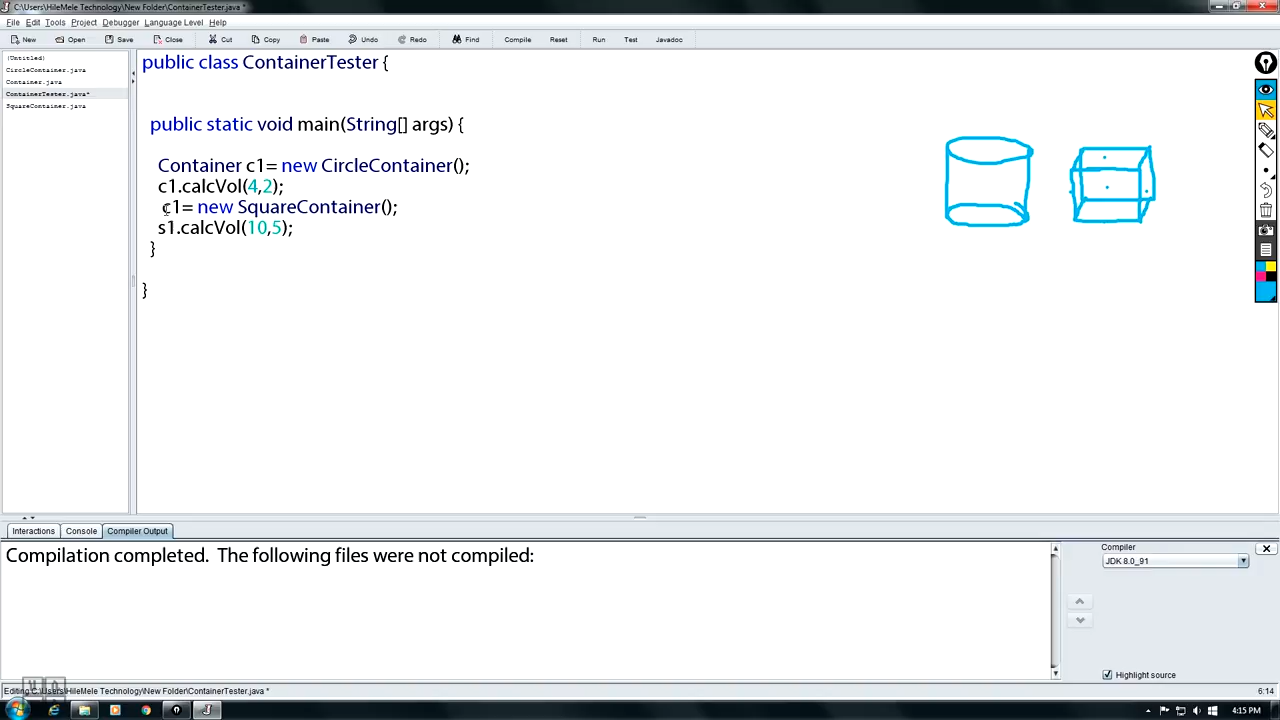 C:\Users\HileMele Technology\New Folder\ContainerTester.java *
File Edit Tools Project Debugger Language Level Help
New Open Save Close Cut Copy Paste Undo Redo Find Compile Reset Run Test Javadoc
(Untitled)
CircleContainer.java
Container.java
ContainerTester.java*
SquareContainer.java
public class ContainerTester {
public static void main(String[] args) {
Container c1= new CircleContainer();
c1.calcVol(4,2);
c1= new SquareContainer();
s1.calcVol(10,5);
}
}
Interactions Console Compiler Output
Compilation completed. The following files were not compiled:
Compiler
JDK 8.0_91
Highlight source
Editing C:\Users\HileMele Technology\New Folder\ContainerTester.java *
6:14
4:15 PM